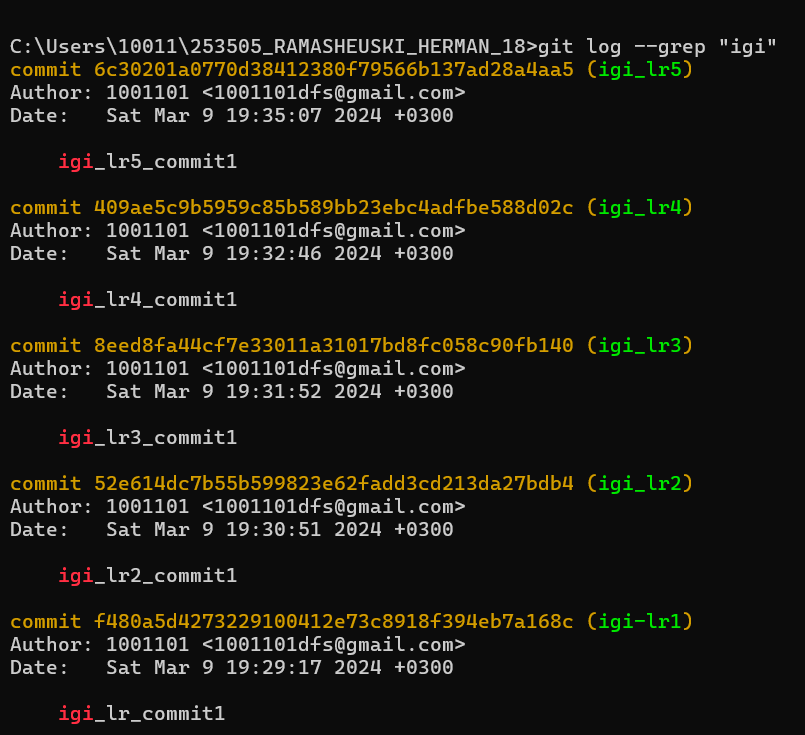 C:\Users\10011\253505_RAMASHEUSKI_HERMAN_18>git log --grep "igi"
commit 6c30201a0770d38412380f79566b137ad28a4aa5 (igi_lr5)
Author: 1001101 <1001101dfs@gmail.com>
Date:   Sat Mar 9 19:35:07 2024 +0300
igi_lr5_commit1
commit 409ae5c9b5959c85b589bb23ebc4adfbe588d02c (igi_lr4)
Author: 1001101 <1001101dfs@gmail.com>
Date:   Sat Mar 9 19:32:46 2024 +0300
igi_lr4_commit1
commit 8eed8fa44cf7e33011a31017bd8fc058c90fb140 (igi_lr3)
Author: 1001101 <1001101dfs@gmail.com>
Date:   Sat Mar 9 19:31:52 2024 +0300
igi_lr3_commit1
commit 52e614dc7b55b599823e62fadd3cd213da27bdb4 (igi_lr2)
Author: 1001101 <1001101dfs@gmail.com>
Date:   Sat Mar 9 19:30:51 2024 +0300
igi_lr2_commit1
commit f480a5d4273229100412e73c8918f394eb7a168c (igi-lr1)
Author: 1001101 <1001101dfs@gmail.com>
Date:   Sat Mar 9 19:29:17 2024 +0300
igi_lr_commit1